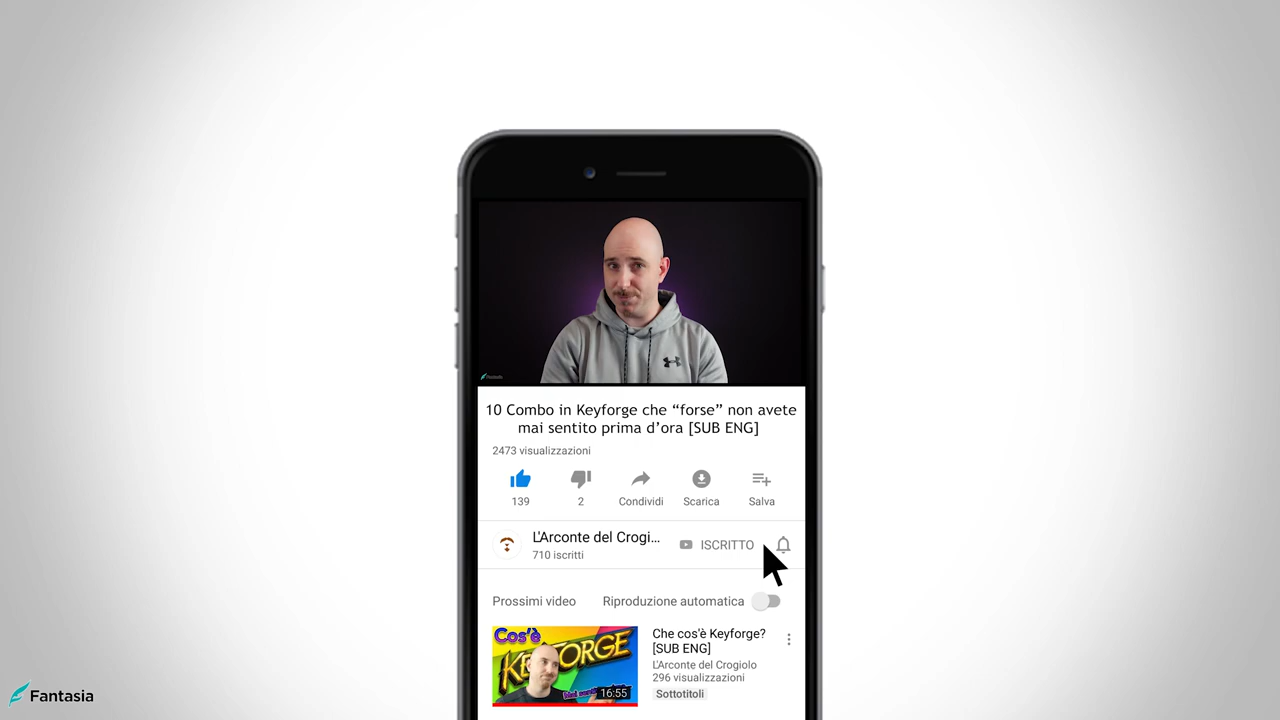 10 Combo in Keyforge che “forse” non avete
mai sentito prima d’ora [SUB ENG]
2473 visualizzazioni
139
2
Condividi
Scarica
Salva
L'Arconte del Crogi...
710 iscritti
ISCRITTO
Prossimi video
Riproduzione automatica
Cos'è
KEYFORGE
16:55
Che cos'è Keyforge?
[SUB ENG]
L'Arconte del Crogiolo
296 visualizzazioni
Sottotitoli
Fantasia